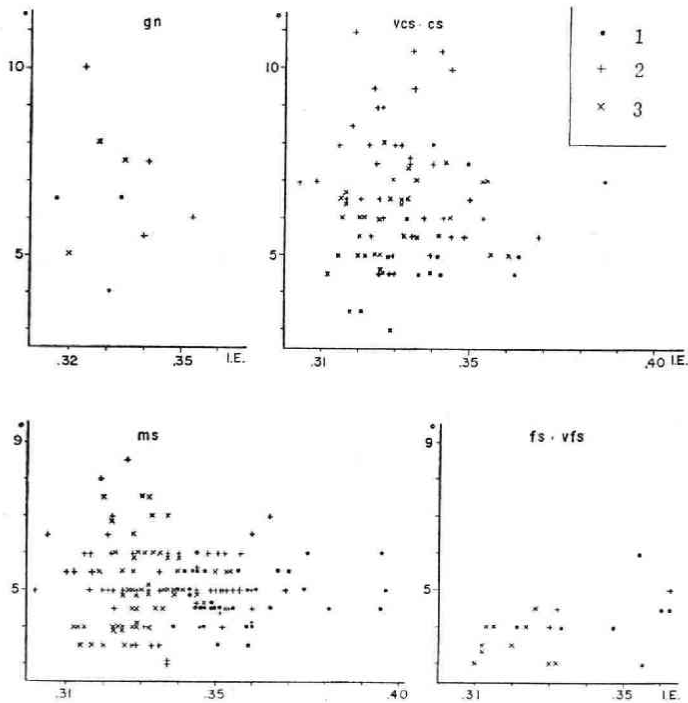 gn
10
5
.32 .35 I.E.
vcs - cs
10
5
.31 .35 .40 I.E.
1
+ 2
x 3
ms
9
5
.31 .35 .40
fs - vfs
9
5
.31 .35 I.E.